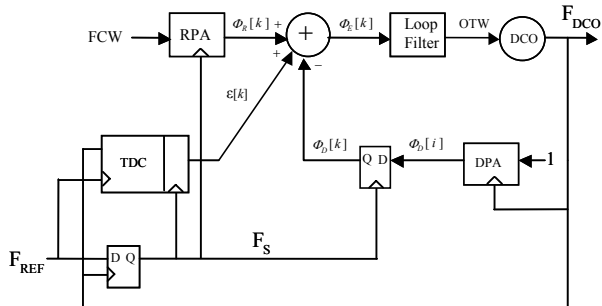 FCW
RPA
Φ_R[k] +
+
+
−
Φ_E[k]
Loop
Filter
OTW
DCO
F_DCO
ε[k]
TDC
Φ_D[k]
Q D
Φ_D[i]
DPA
1
F_REF
D Q
F_S